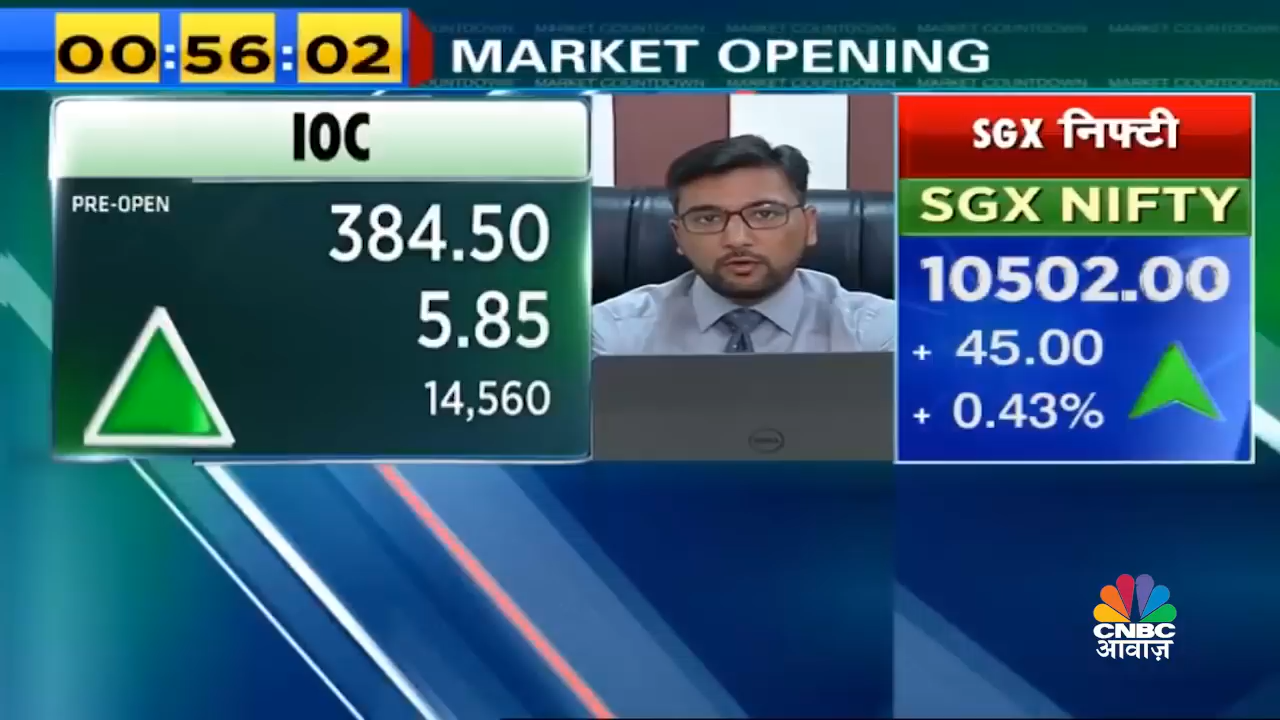 00:56:02
MARKET OPENING
IOC
PRE-OPEN
384.50
5.85
14,560
SGX निफ्टी
SGX NIFTY
10502.00
+ 45.00
+ 0.43%
DELL
CNBC
आवाज़